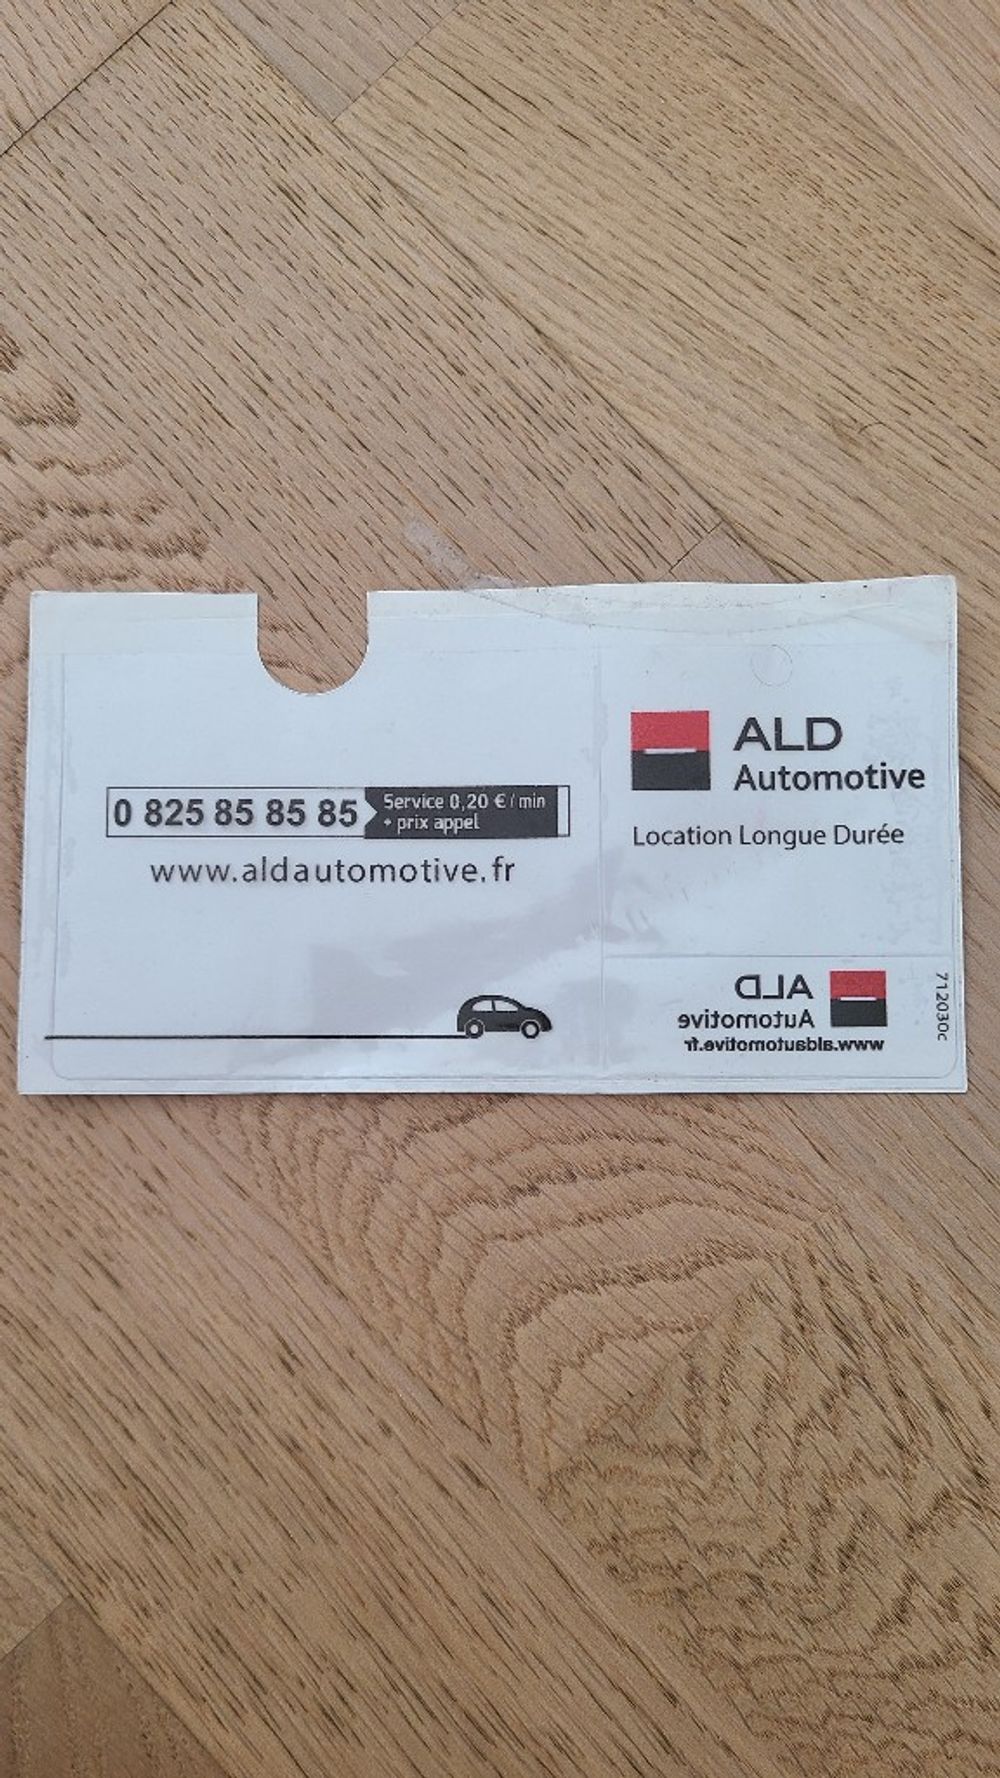 0 825 85 85 85
Service 0,20 € / min
+ prix appel
www.aldautomotive.fr
ALD
Automotive
Location Longue Durée
ALD
Automotive
www.aldautomotive.fr
712030c